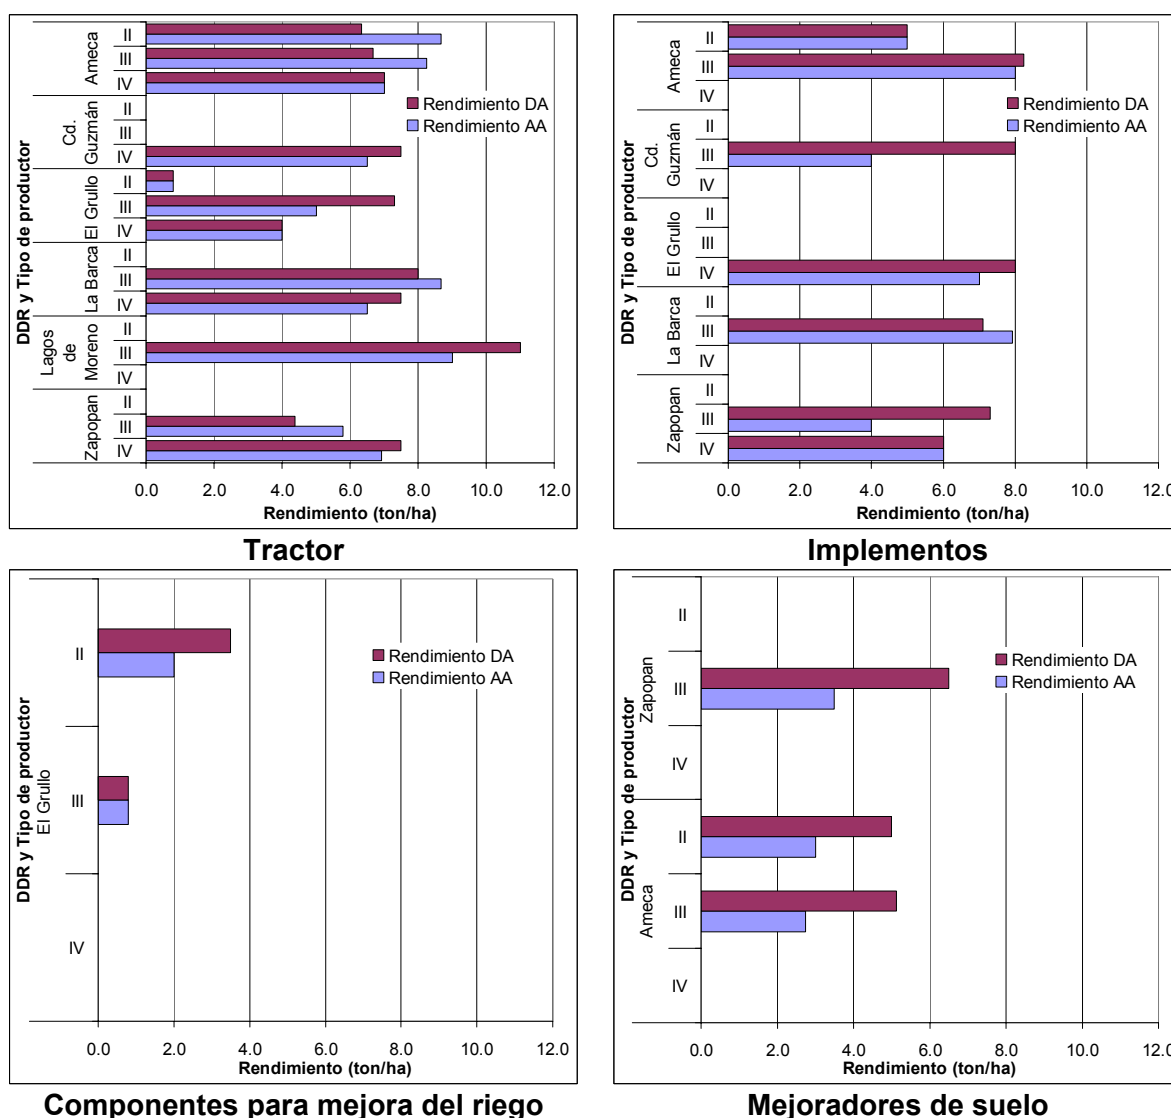 DDR y Tipo de productor
Ameca
II
III
IV
Cd.
Guzmán
II
III
IV
El Grullo
II
III
IV
La Barca
II
III
IV
Lagos
de
Moreno
II
III
IV
Zapopan
II
III
IV
Rendimiento DA
Rendimiento AA
0.0 2.0 4.0 6.0 8.0 10.0 12.0
Rendimiento (ton/ha)
Tractor
DDR y Tipo de productor
Ameca
II
III
IV
Cd.
Guzmán
II
III
IV
El Grullo
II
III
IV
La Barca
II
III
IV
Zapopan
II
III
IV
Rendimiento DA
Rendimiento AA
0.0 2.0 4.0 6.0 8.0 10.0 12.0
Rendimiento (ton/ha)
Implementos
DDR y Tipo de productor
El Grullo
II
III
IV
Rendimiento DA
Rendimiento AA
0.0 2.0 4.0 6.0 8.0 10.0 12.0
Rendimiento (ton/ha)
Componentes para mejora del riego
DDR y Tipo de productor
Zapopan
II
III
IV
Ameca
II
III
IV
Rendimiento DA
Rendimiento AA
0.0 2.0 4.0 6.0 8.0 10.0 12.0
Rendimiento (ton/ha)
Mejoradores de suelo